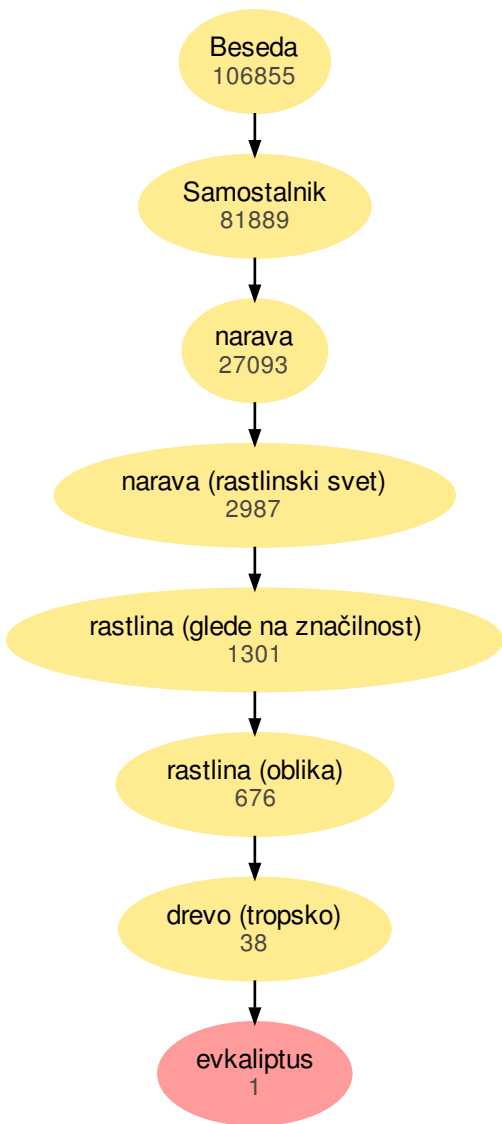 Beseda
106855
Samostalnik
81889
narava
27093
narava (rastlinski svet)
2987
rastlina (glede na značilnost)
1301
rastlina (oblika)
676
drevo (tropsko)
38
evkaliptus
1